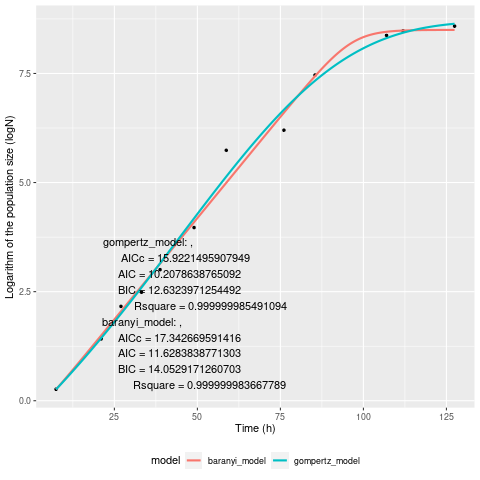 Logarithm of the population size (logN)
7.5
5.0
2.5
0.0
gompertz_model: ,
AICc = 15.9221495907949
AIC = 10.2078638765092
BIC = 12.6323971254492
Rsquare = 0.999999985491094
baranyi_model: ,
AICc = 17.342669591416
AIC = 11.6283838771303
BIC = 14.0529171260703
Rsquare = 0.999999983667789
25 50 75 100 125
Time (h)
model baranyi_model gompertz_model